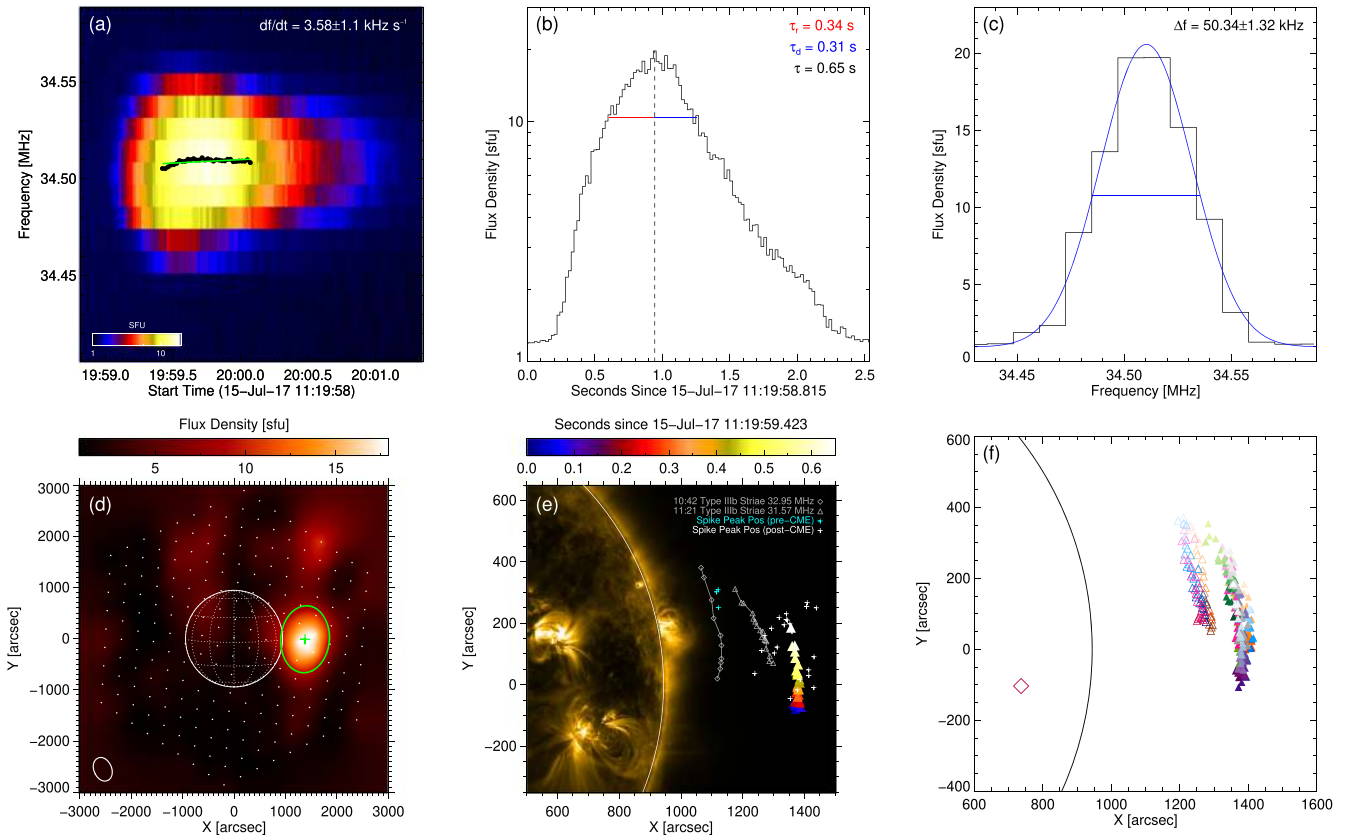 (a) df/dt = 3.58±1.1 kHz s⁻¹
Frequency [MHz]
34.55
34.50
34.45
SFU
1 10
19:59.0 19:59.5 20:00.0 20:00.5 20:01.0
Start Time (15-Jul-17 11:19:58)
(b)
τr = 0.34 s
τd = 0.31 s
τ = 0.65 s
Flux Density [sfu]
10
1
0.0 0.5 1.0 1.5 2.0 2.5
Seconds Since 15-Jul-17 11:19:58.815
(c) Δf = 50.34±1.32 kHz
Flux Density [sfu]
20
15
10
5
0
34.45 34.50 34.55
Frequency [MHz]
Flux Density [sfu]
5 10 15
(d)
Y [arcsec]
3000
2000
1000
0
−1000
−2000
−3000
−3000 −2000 −1000 0 1000 2000 3000
X [arcsec]
Seconds since 15-Jul-17 11:19:59.423
0.0 0.1 0.2 0.3 0.4 0.5 0.6
(e)
10:42 Type IIIb Striae 32.95 MHz
11:21 Type IIIb Striae 31.57 MHz
Spike Peak Pos (pre-CME) +
Spike Peak Pos (post-CME) +
Y [arcsec]
600
400
200
0
−200
600 800 1000 1200 1400
X [arcsec]
(f)
Y [arcsec]
600
400
200
0
−200
−400
600 800 1000 1200 1400 1600
X [arcsec]